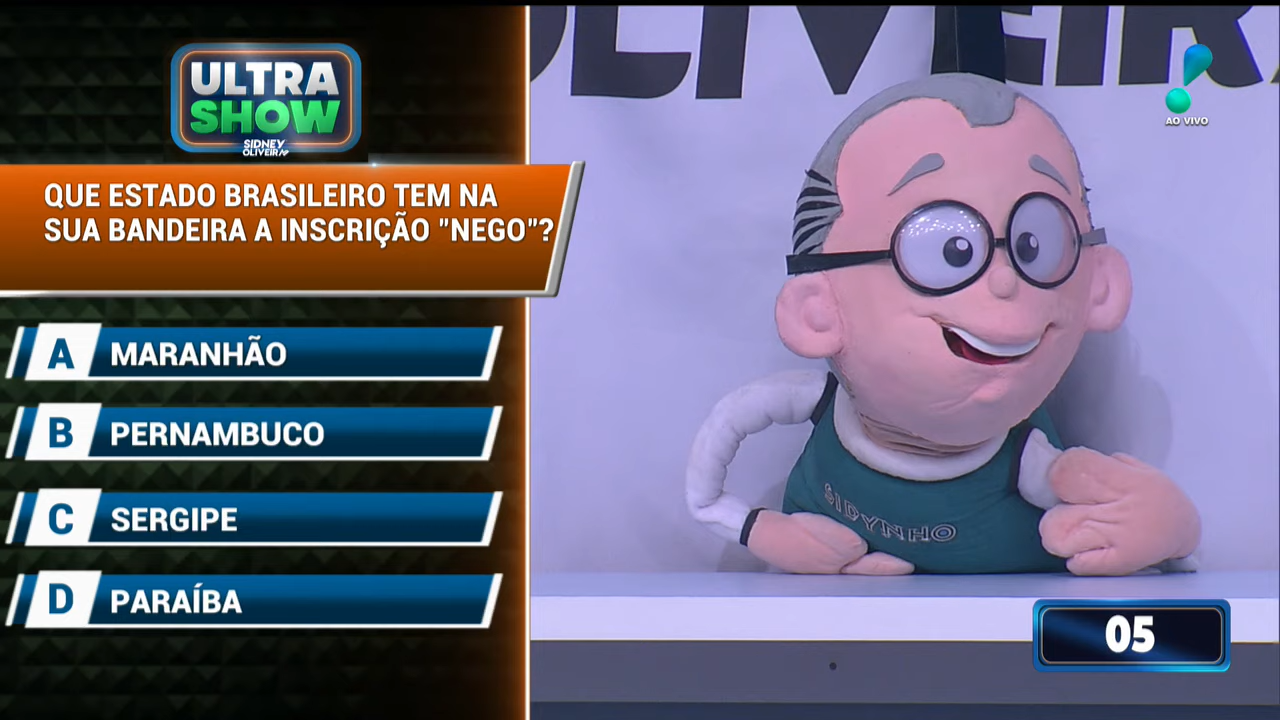 ULTRA
SHOW
SIDNEY
OLIVEIRA
QUE ESTADO BRASILEIRO TEM NA
SUA BANDEIRA A INSCRIÇÃO "NEGO"?
A MARANHÃO
B PERNAMBUCO
C SERGIPE
D PARAÍBA
OLIVEIRA
AO VIVO
SIDYNHO
05